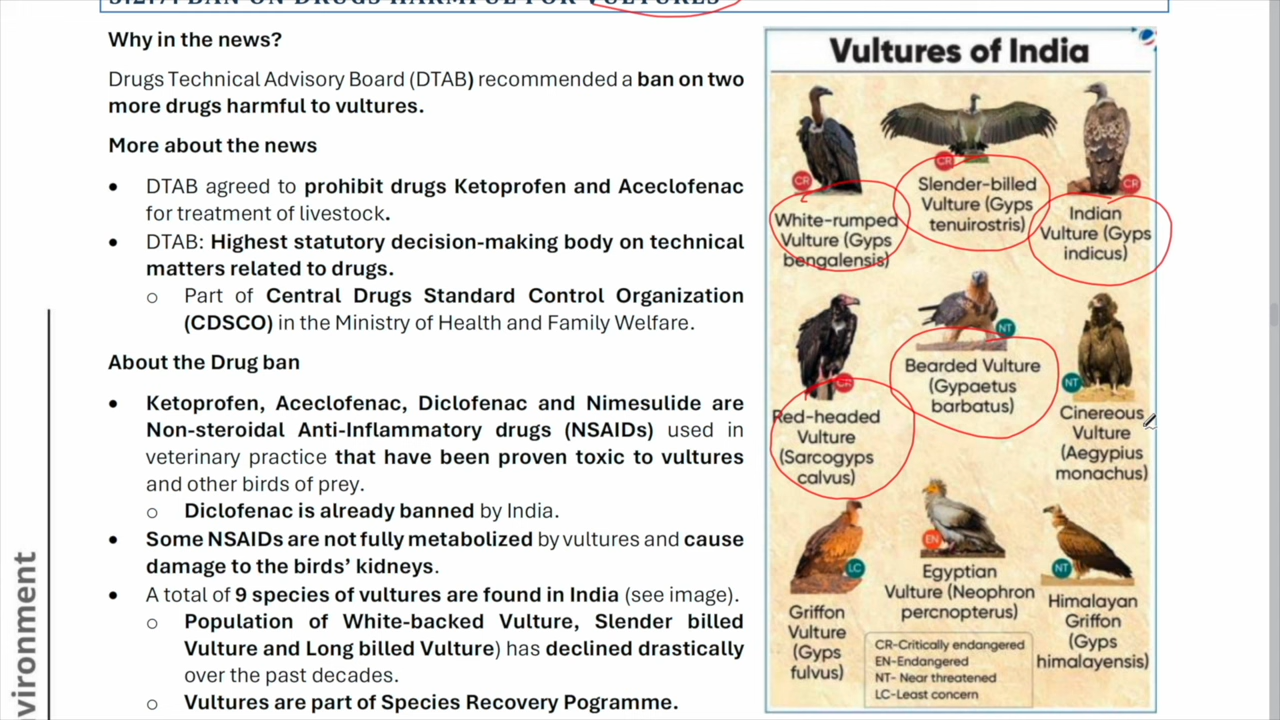 5.2.7. BAN ON DRUGS HARMFUL FOR VULTURES
Why in the news?
Drugs Technical Advisory Board (DTAB) recommended a ban on two
more drugs harmful to vultures.
More about the news
• DTAB agreed to prohibit drugs Ketoprofen and Aceclofenac
for treatment of livestock.
• DTAB: Highest statutory decision-making body on technical
matters related to drugs.
o Part of Central Drugs Standard Control Organization
(CDSCO) in the Ministry of Health and Family Welfare.
About the Drug ban
• Ketoprofen, Aceclofenac, Diclofenac and Nimesulide are
Non-steroidal Anti-Inflammatory drugs (NSAIDs) used in
veterinary practice that have been proven toxic to vultures
and other birds of prey.
o Diclofenac is already banned by India.
• Some NSAIDs are not fully metabolized by vultures and cause
damage to the birds’ kidneys.
• A total of 9 species of vultures are found in India (see image).
o Population of White-backed Vulture, Slender billed
Vulture and Long billed Vulture) has declined drastically
over the past decades.
o Vultures are part of Species Recovery Pogramme.
vironment
Vultures of India
CR
White-rumped
Vulture (Gyps
bengalensis)
CR
Slender-billed
Vulture (Gyps
tenuirostris)
CR
Indian
Vulture (Gyps
indicus)
CR
Red-headed
Vulture
(Sarcogyps
calvus)
NT
Bearded Vulture
(Gypaetus
barbatus)
NT
Cinereous
Vulture
(Aegypius
monachus)
LC
Griffon
Vulture
(Gyps
fulvus)
EN
Egyptian
Vulture (Neophron
percnopterus)
NT
Himalayan
Griffon
(Gyps
himalayensis)
CR-Critically endangered
EN-Endangered
NT- Near threatened
LC-Least concern